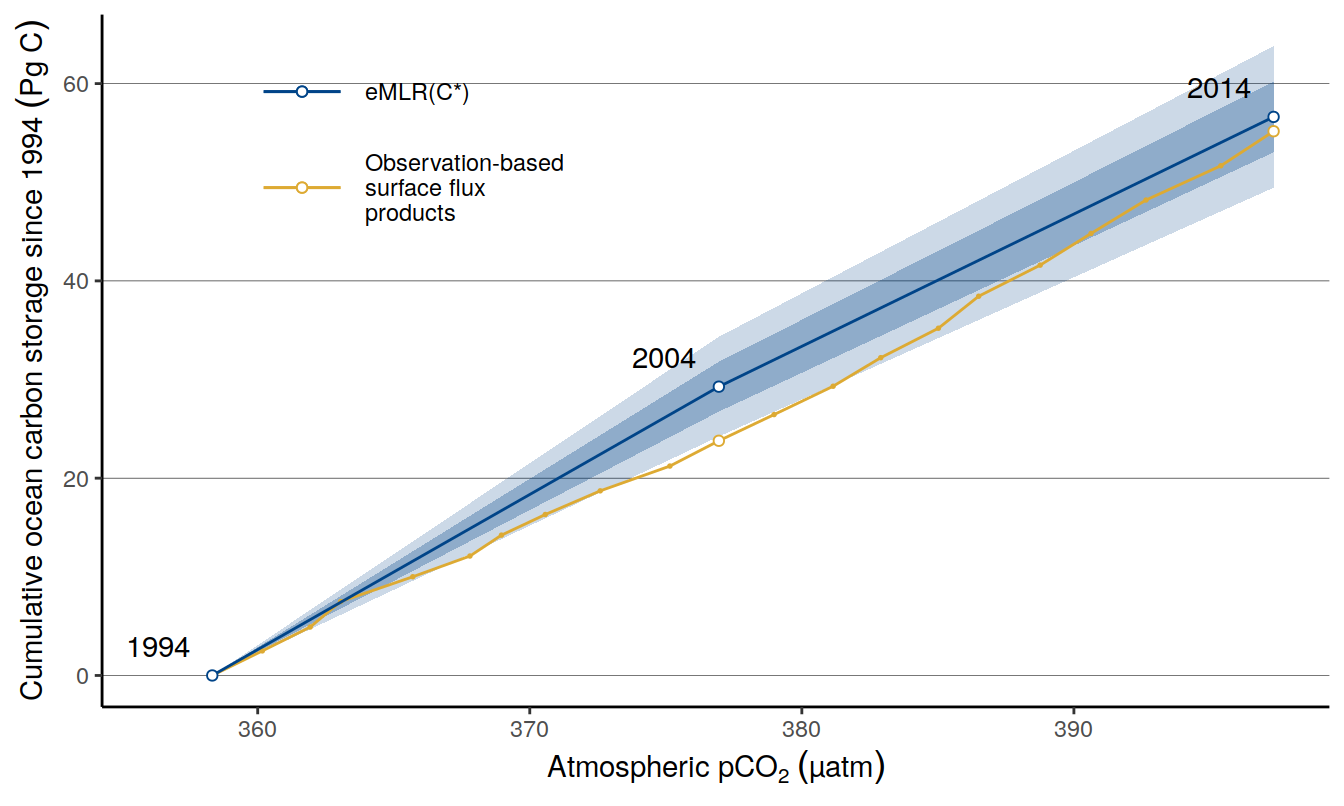 Cumulative ocean carbon storage since 1994 (Pg C)
60
40
20
0
eMLR(C*)
Observation-based
surface flux
products
2014
2004
1994
360
370
380
390
Atmospheric pCO₂ (µatm)